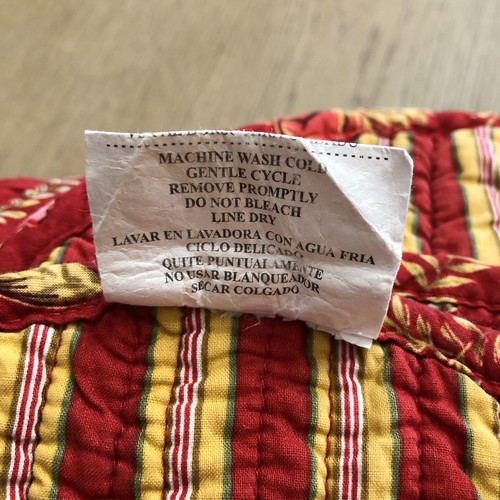 MACHINE WASH COLD
GENTLE CYCLE
REMOVE PROMPTLY
DO NOT BLEACH
LINE DRY
LAVAR EN LAVADORA CON AGUA FRIA
CICLO DELICADO
QUITE PUNTUALAMENTE
NO USAR BLANQUEADOR
SECAR COLGADO